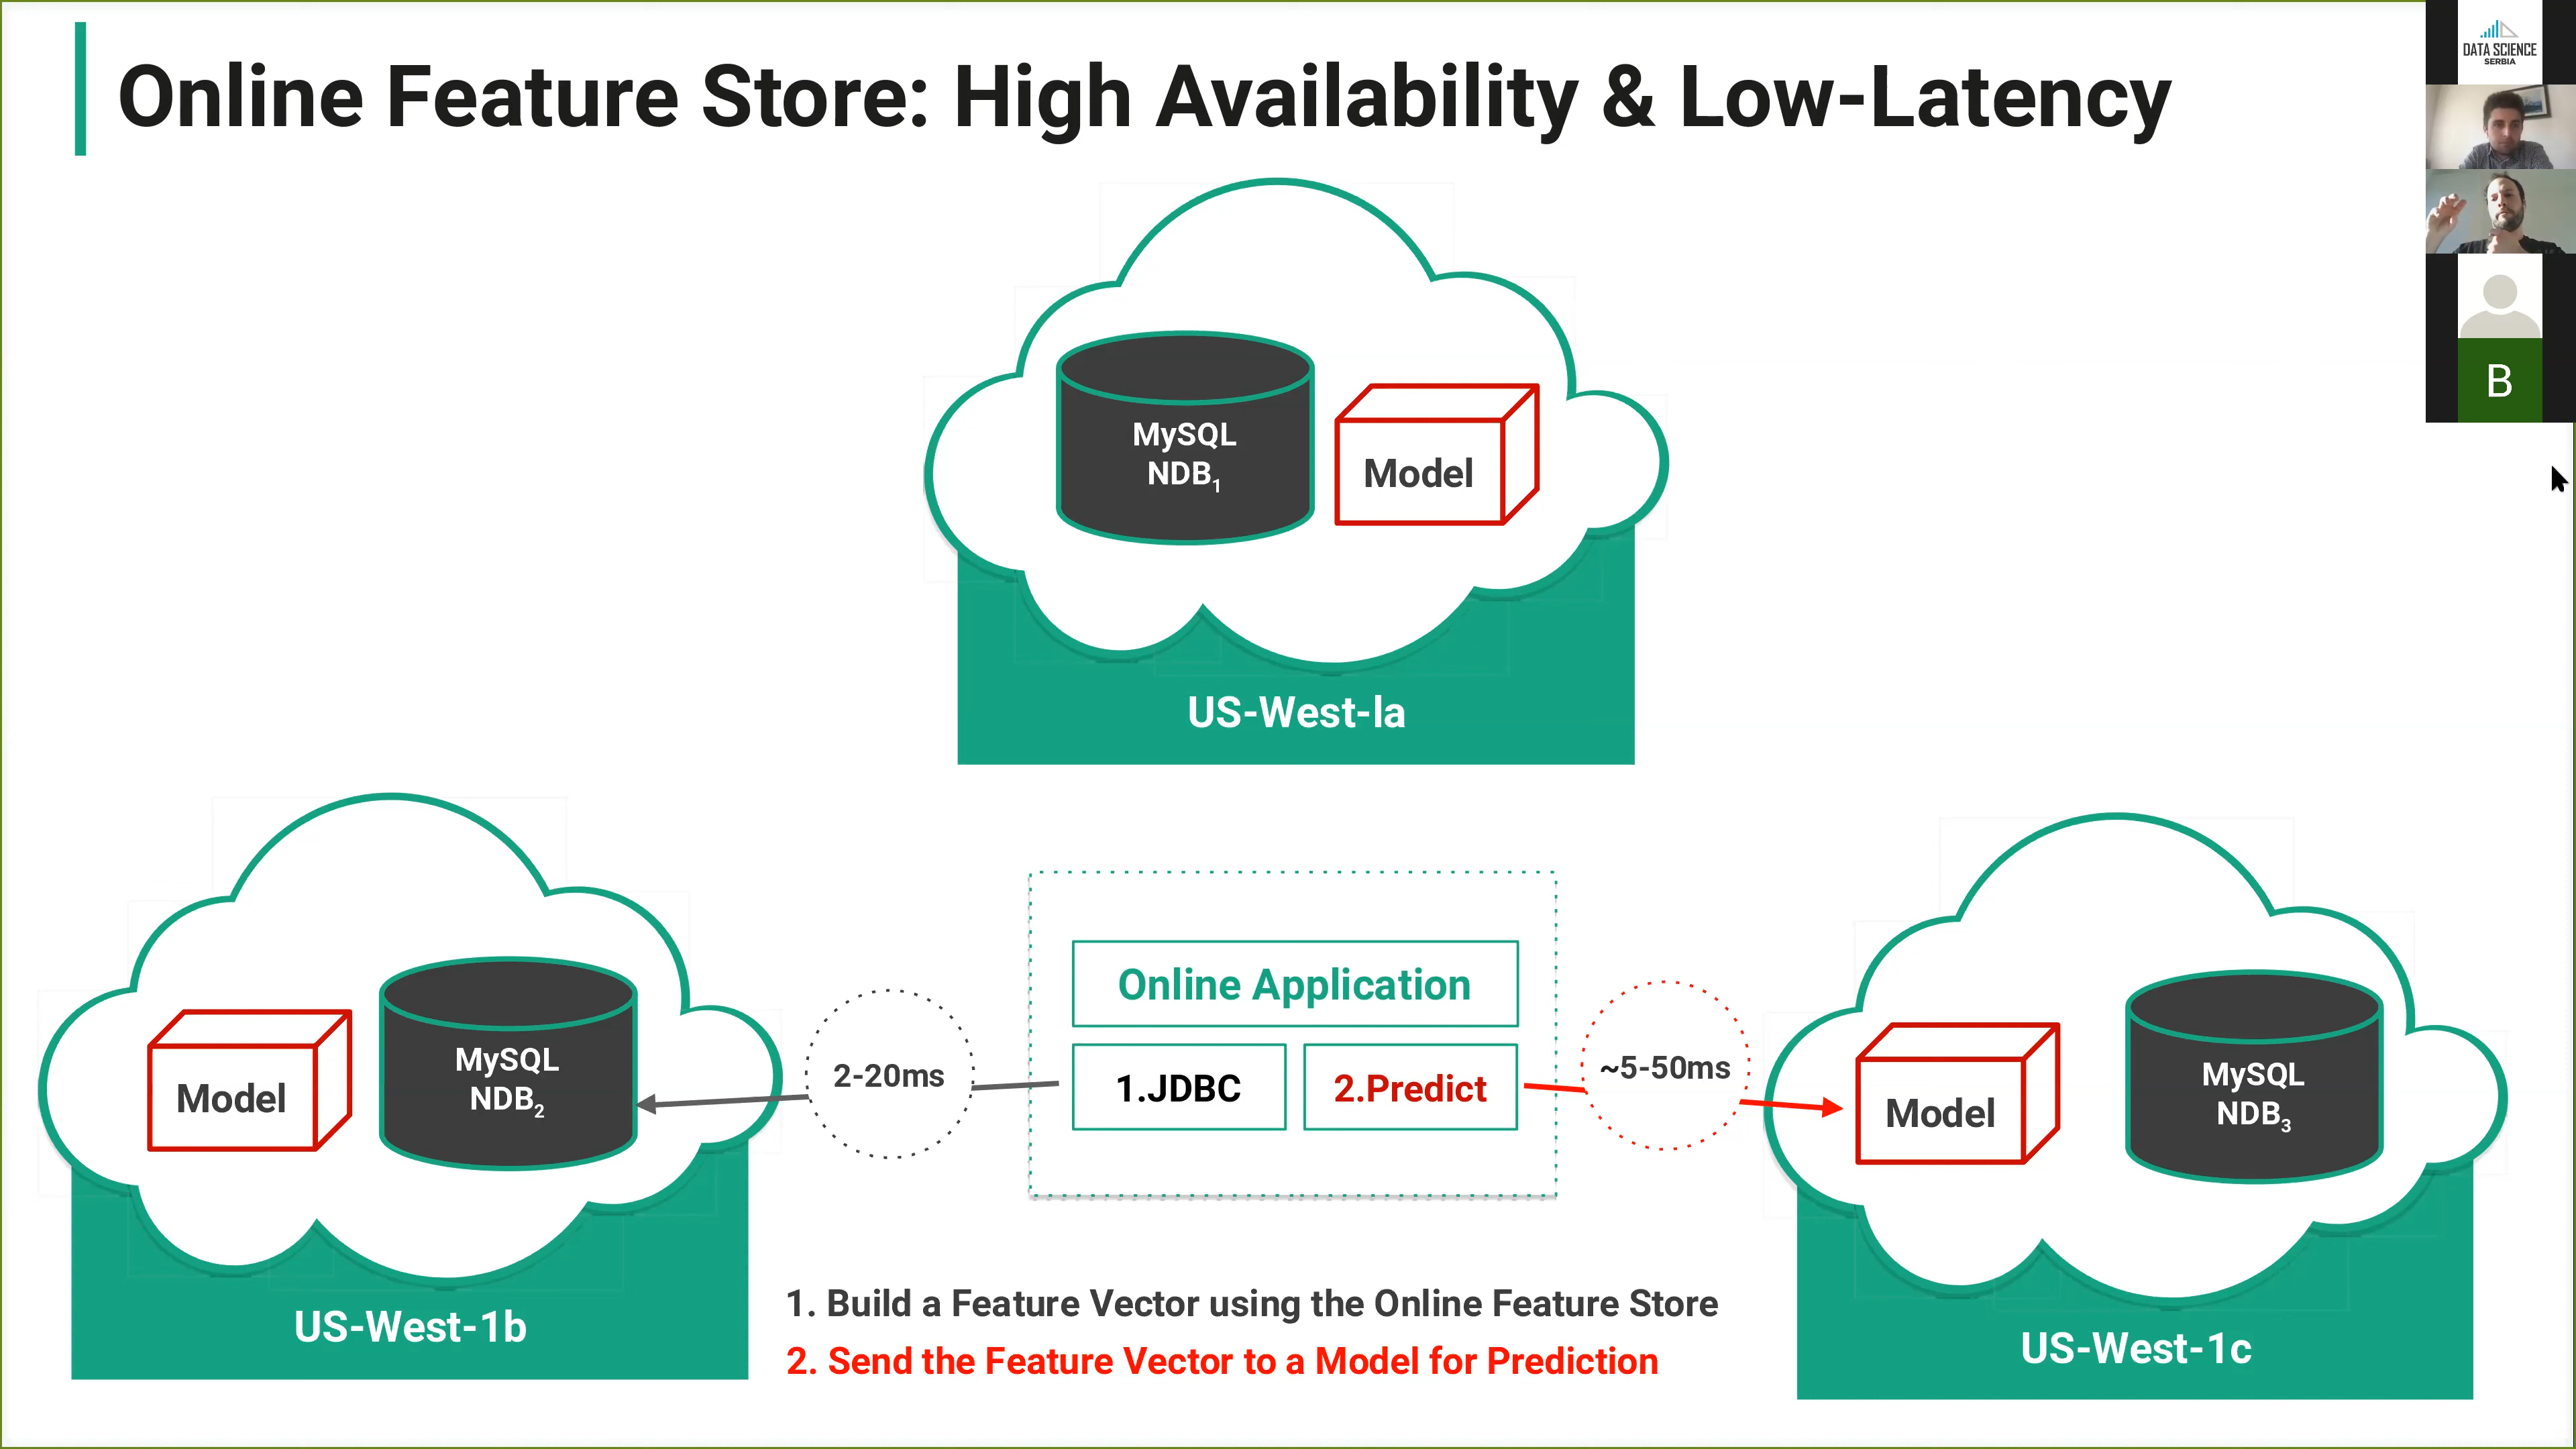 Online Feature Store: High Availability & Low-Latency
DATA SCIENCE
SERBIA
B
MySQL
NDB1
Model
US-West-la
Model
MySQL
NDB2
US-West-1b
2-20ms
Online Application
1.JDBC
2.Predict
~5-50ms
Model
MySQL
NDB3
US-West-1c
1. Build a Feature Vector using the Online Feature Store
2. Send the Feature Vector to a Model for Prediction